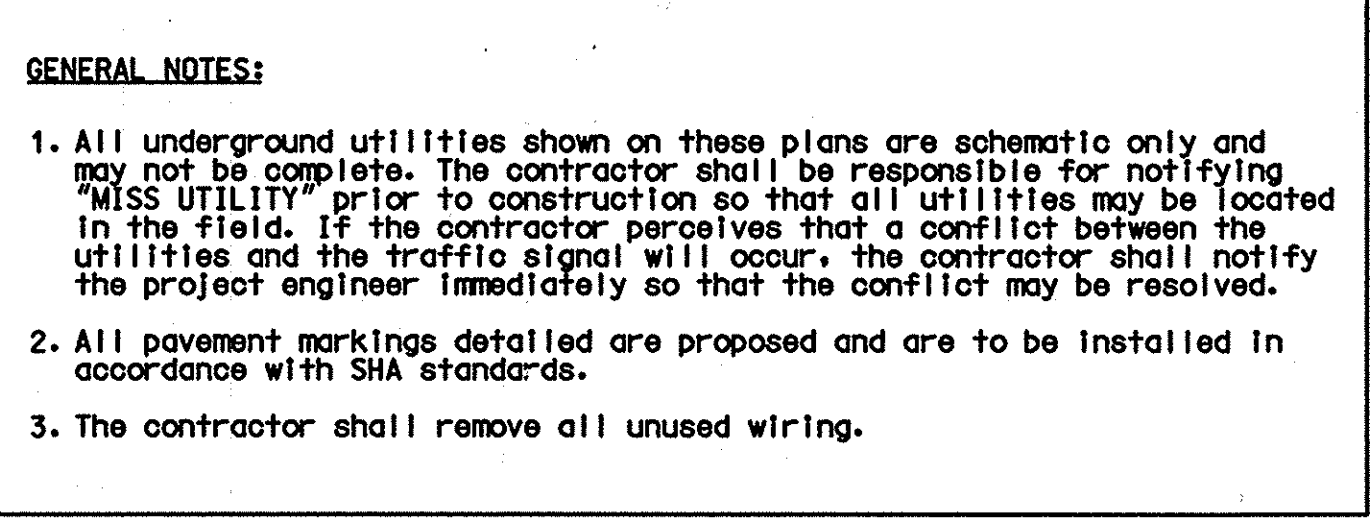 GENERAL NOTES:
1. All underground utilities shown on these plans are schematic only and
may not be complete. The contractor shall be responsible for notifying
"MISS UTILITY" prior to construction so that all utilities may be located
in the field. If the contractor perceives that a conflict between the
utilities and the traffic signal will occur, the contractor shall notify
the project engineer immediately so that the conflict may be resolved.
2. All pavement markings detailed are proposed and are to be installed in
accordance with SHA standards.
3. The contractor shall remove all unused wiring.